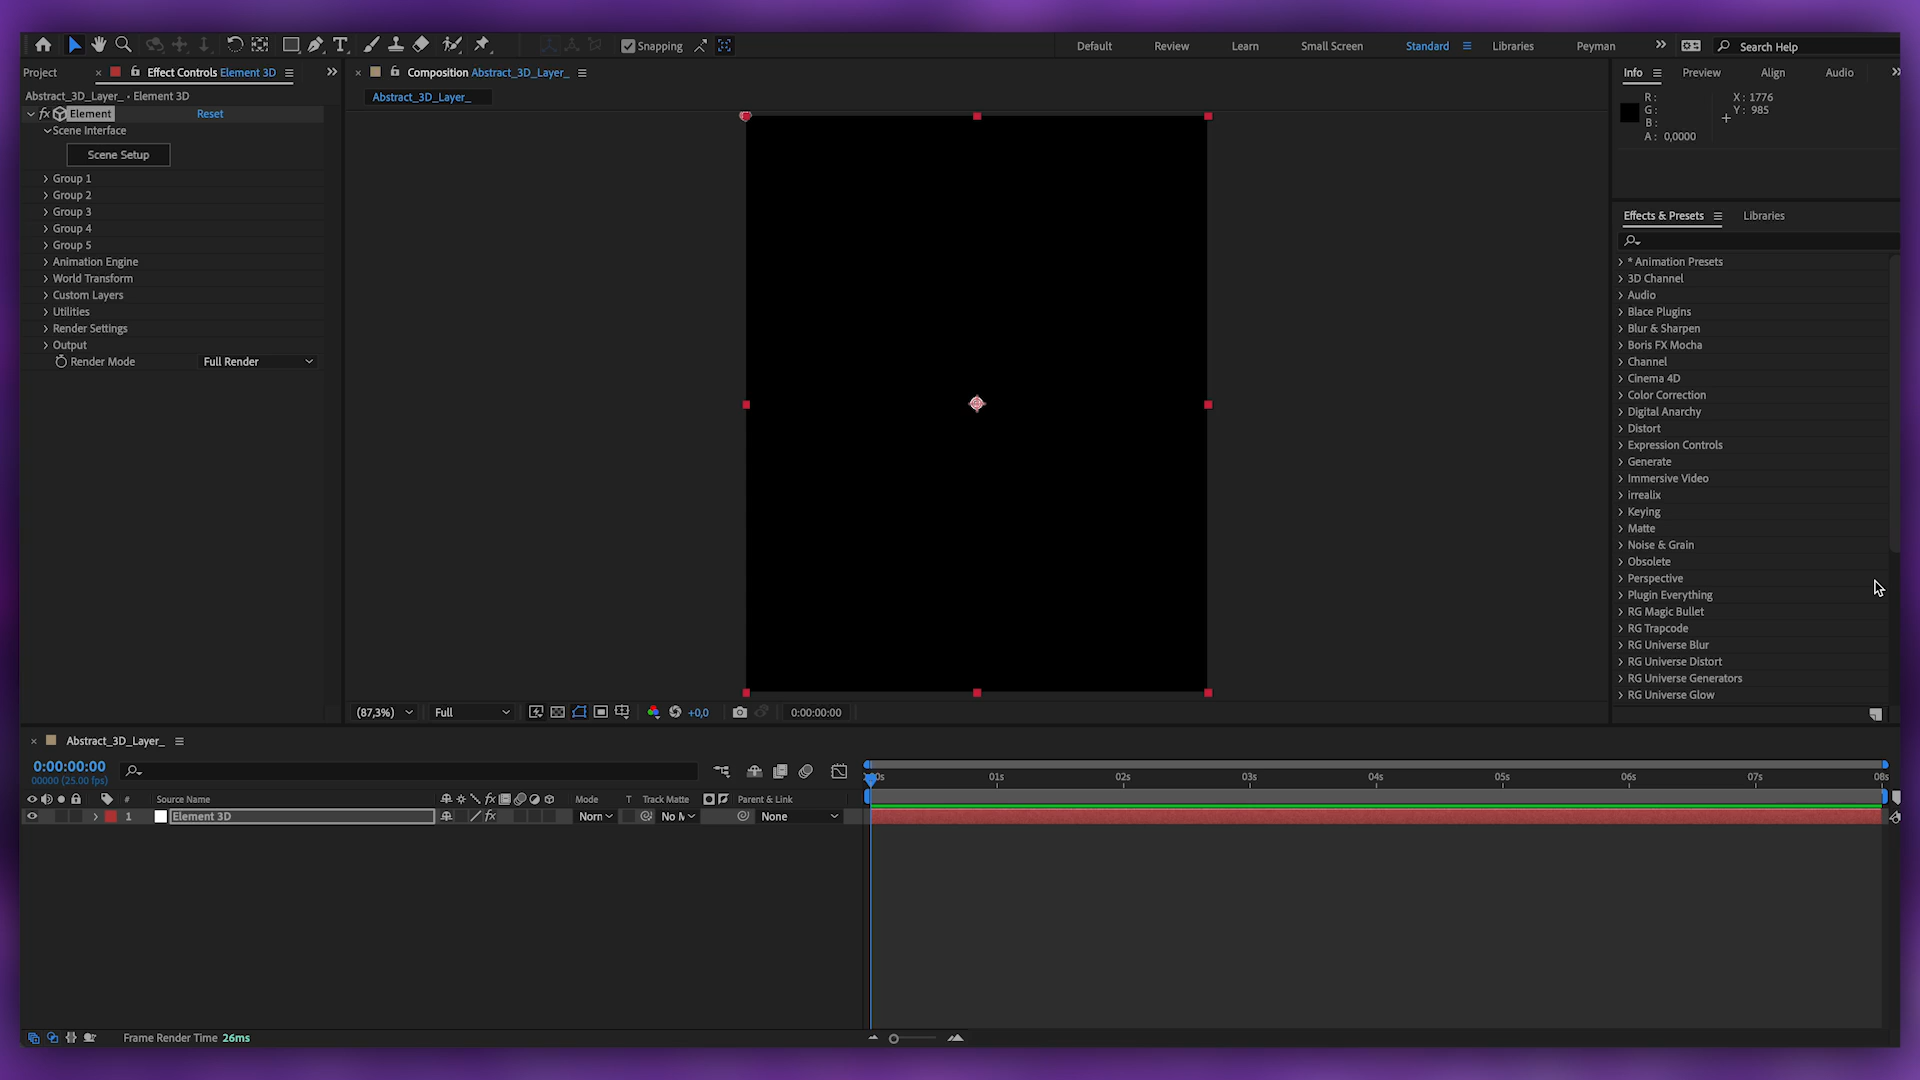 Snapping
Default
Review
Learn
Small Screen
Standard
Libraries
Peyman
Search Help
Project
Effect Controls Element 3D
Composition Abstract_3D_Layer_
Info
Preview
Align
Audio
Abstract_3D_Layer_ • Element 3D
Abstract_3D_Layer_
R:
G:
B:
A: 0,0000
X: 1776
Y: 985
fx Element
Reset
Scene Interface
Scene Setup
Group 1
Group 2
Group 3
Group 4
Group 5
Animation Engine
World Transform
Custom Layers
Utilities
Render Settings
Output
Render Mode
Full Render
Effects & Presets
Libraries
* Animation Presets
3D Channel
Audio
Blace Plugins
Blur & Sharpen
Boris FX Mocha
Channel
Cinema 4D
Color Correction
Digital Anarchy
Distort
Expression Controls
Generate
Immersive Video
irrealix
Keying
Matte
Noise & Grain
Obsolete
Perspective
Plugin Everything
RG Magic Bullet
RG Trapcode
RG Universe Blur
RG Universe Distort
RG Universe Generators
RG Universe Glow
(87,3%)
Full
+0,0
0:00:00:00
Abstract_3D_Layer_
0:00:00:00
00000 (25.00 fps)
0s
01s
02s
03s
04s
05s
06s
07s
08s
#
Source Name
fx
Mode
T
Track Matte
Parent & Link
1
Element 3D
fx
Norn
No M
None
Frame Render Time 26ms